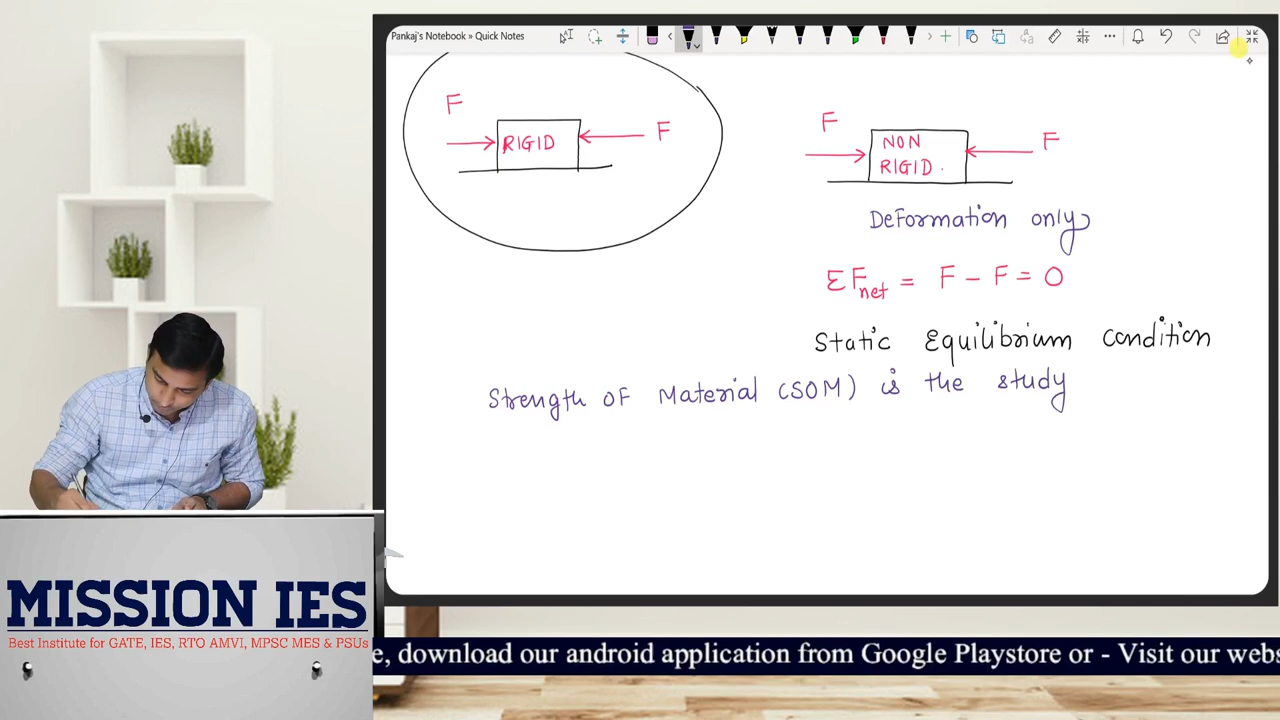 Pankaj's Notebook » Quick Notes
F
RIGID
F
F
NON
RIGID.
F
Deformation only
ΣFnet = F - F = 0
Static Equilibrium condition
Strength of Material (SOM) is the study
MISSION IES
Best Institute for GATE, IES, RTO AMVI, MPSC MES & PSUs
e, download our android application from Google Playstore or - Visit our webs